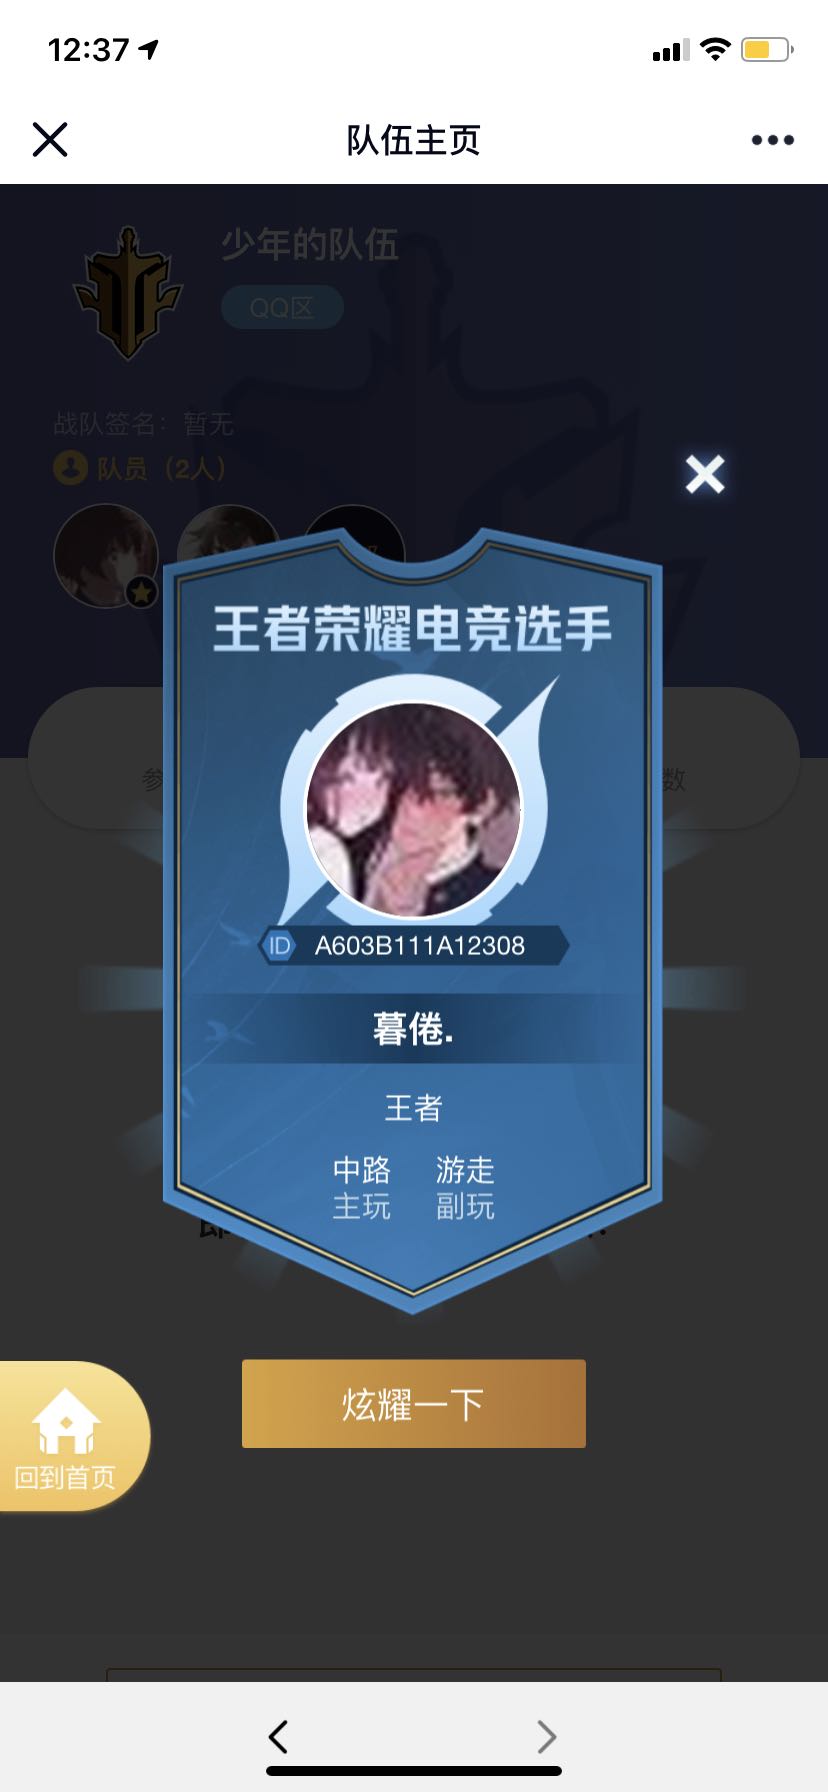 12:37
队伍主页
少年的队伍
QQ区
战队签名：暂无
队员（2人）
王者荣耀电竞选手
参
数
ID A603B111A12308
暮倦.
王者
中路 游走
主玩 副玩
炫耀一下
回到首页